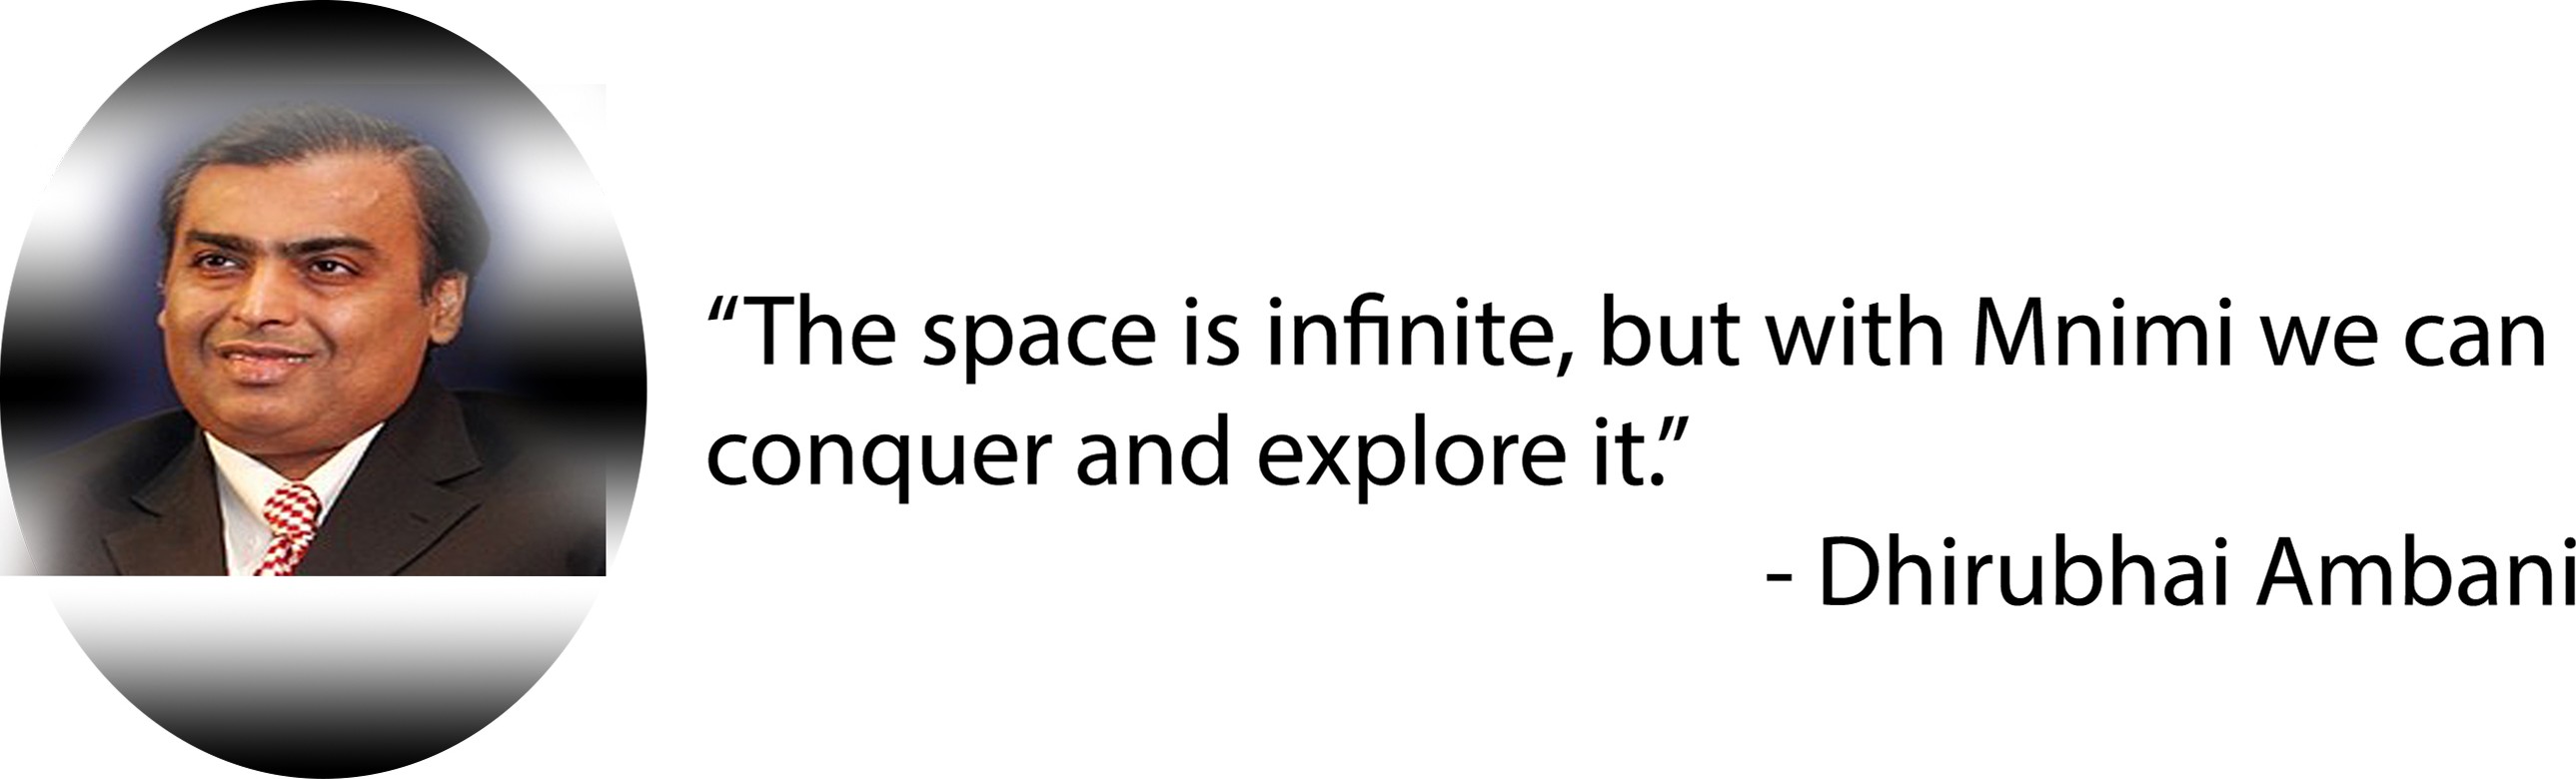 “The space is infinite, but with Mnimi we can
conquer and explore it.”
- Dhirubhai Ambani